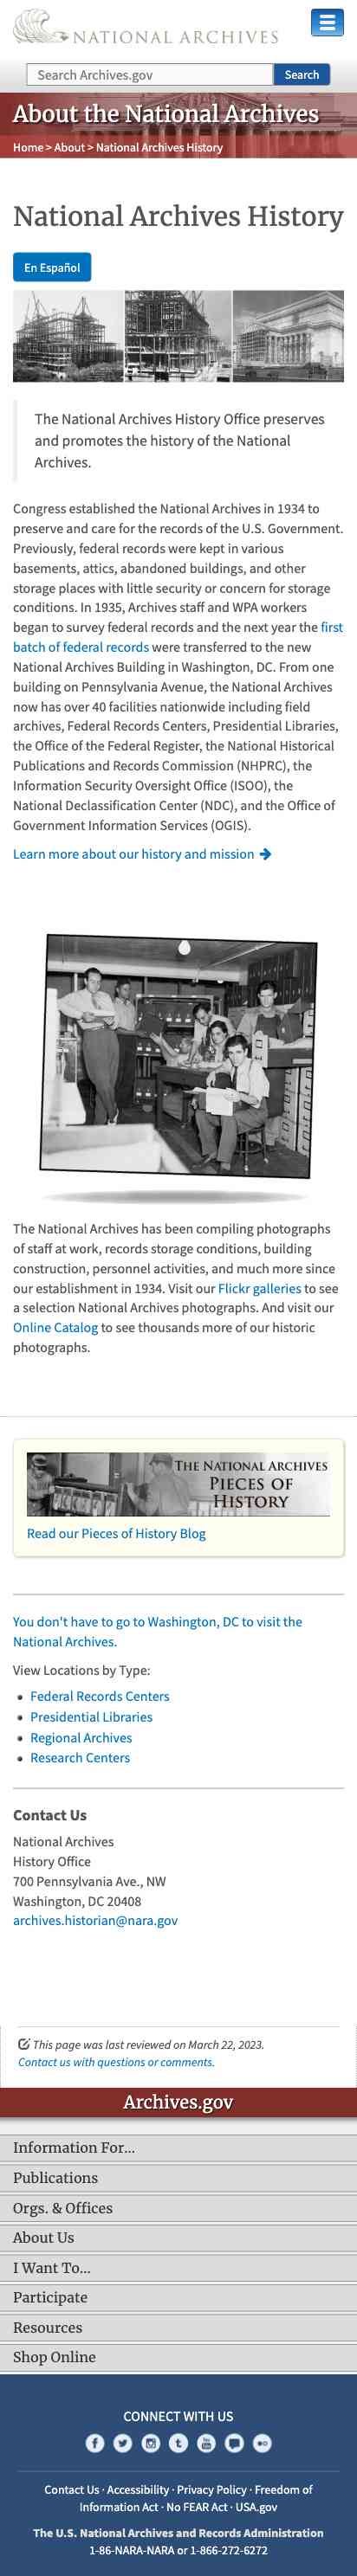 NATIONAL ARCHIVES
Search Archives.gov
Search
About the National Archives
Home > About > National Archives History
National Archives History
En Español
The National Archives History Office preserves
and promotes the history of the National
Archives.
Congress established the National Archives in 1934 to
preserve and care for the records of the U.S. Government.
Previously, federal records were kept in various
basements, attics, abandoned buildings, and other
storage places with little security or concern for storage
conditions. In 1935, Archives staff and WPA workers
began to survey federal records and the next year the first
batch of federal records were transferred to the new
National Archives Building in Washington, DC. From one
building on Pennsylvania Avenue, the National Archives
now has over 40 facilities nationwide including field
archives, Federal Records Centers, Presidential Libraries,
the Office of the Federal Register, the National Historical
Publications and Records Commission (NHPRC), the
Information Security Oversight Office (ISOO), the
National Declassification Center (NDC), and the Office of
Government Information Services (OGIS).
Learn more about our history and mission
The National Archives has been compiling photographs
of staff at work, records storage conditions, building
construction, personnel activities, and much more since
our establishment in 1934. Visit our Flickr galleries to see
a selection National Archives photographs. And visit our
Online Catalog to see thousands more of our historic
photographs.
THE NATIONAL ARCHIVES
PIECES OF
HISTORY
Read our Pieces of History Blog
You don't have to go to Washington, DC to visit the
National Archives.
View Locations by Type:
Federal Records Centers
Presidential Libraries
Regional Archives
Research Centers
Contact Us
National Archives
History Office
700 Pennsylvania Ave., NW
Washington, DC 20408
archives.historian@nara.gov
This page was last reviewed on March 22, 2023.
Contact us with questions or comments.
Archives.gov
Information For…
Publications
Orgs. & Offices
About Us
I Want To…
Participate
Resources
Shop Online
CONNECT WITH US
Contact Us · Accessibility · Privacy Policy · Freedom of
Information Act · No FEAR Act · USA.gov
The U.S. National Archives and Records Administration
1-86-NARA-NARA or 1-866-272-6272